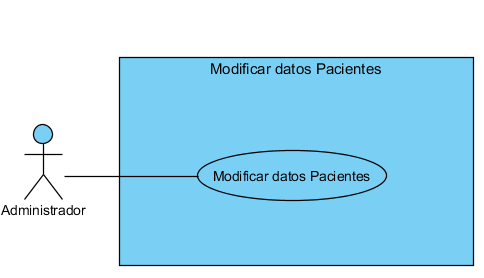 Modificar datos Pacientes
Modificar datos Pacientes
Administrador